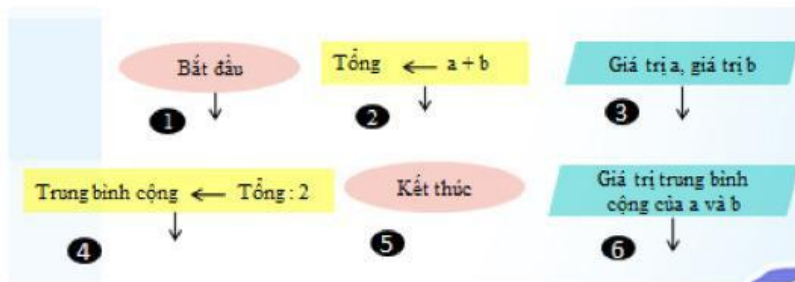 Bắt đầu
Tổng ← a + b
Giá trị a, giá trị b
1
2
3
Trung bình cộng ← Tổng : 2
Kết thúc
Giá trị trung bình
cộng của a và b
4
5
6